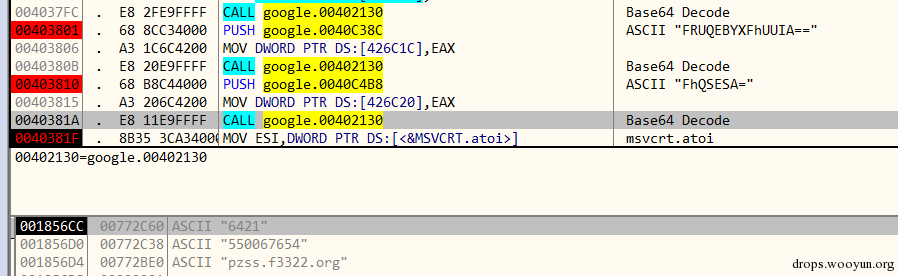 004037FC . E8 2FE9FFFF CALL google.00402130 Base64 Decode
00403801 . 68 8CC34000 PUSH google.0040C38C ASCII "FRUQEBYXFhUUIA=="
00403806 . A3 1C6C4200 MOV DWORD PTR DS:[426C1C],EAX
0040380B . E8 20E9FFFF CALL google.00402130 Base64 Decode
00403810 . 68 B8C44000 PUSH google.0040C4B8 ASCII "FhQSESA="
00403815 . A3 206C4200 MOV DWORD PTR DS:[426C20],EAX
0040381A . E8 11E9FFFF CALL google.00402130 Base64 Decode
0040381F . 8B35 3CA34000 MOV ESI,DWORD PTR DS:[<&MSVCRT.atoi>] msvcrt.atoi
00402130=google.00402130
001856CC 00772C60 ASCII "6421"
001856D0 00772C38 ASCII "550067654"
001856D4 00772BE0 ASCII "pzss.f3322.org"
drops.wooyun.org